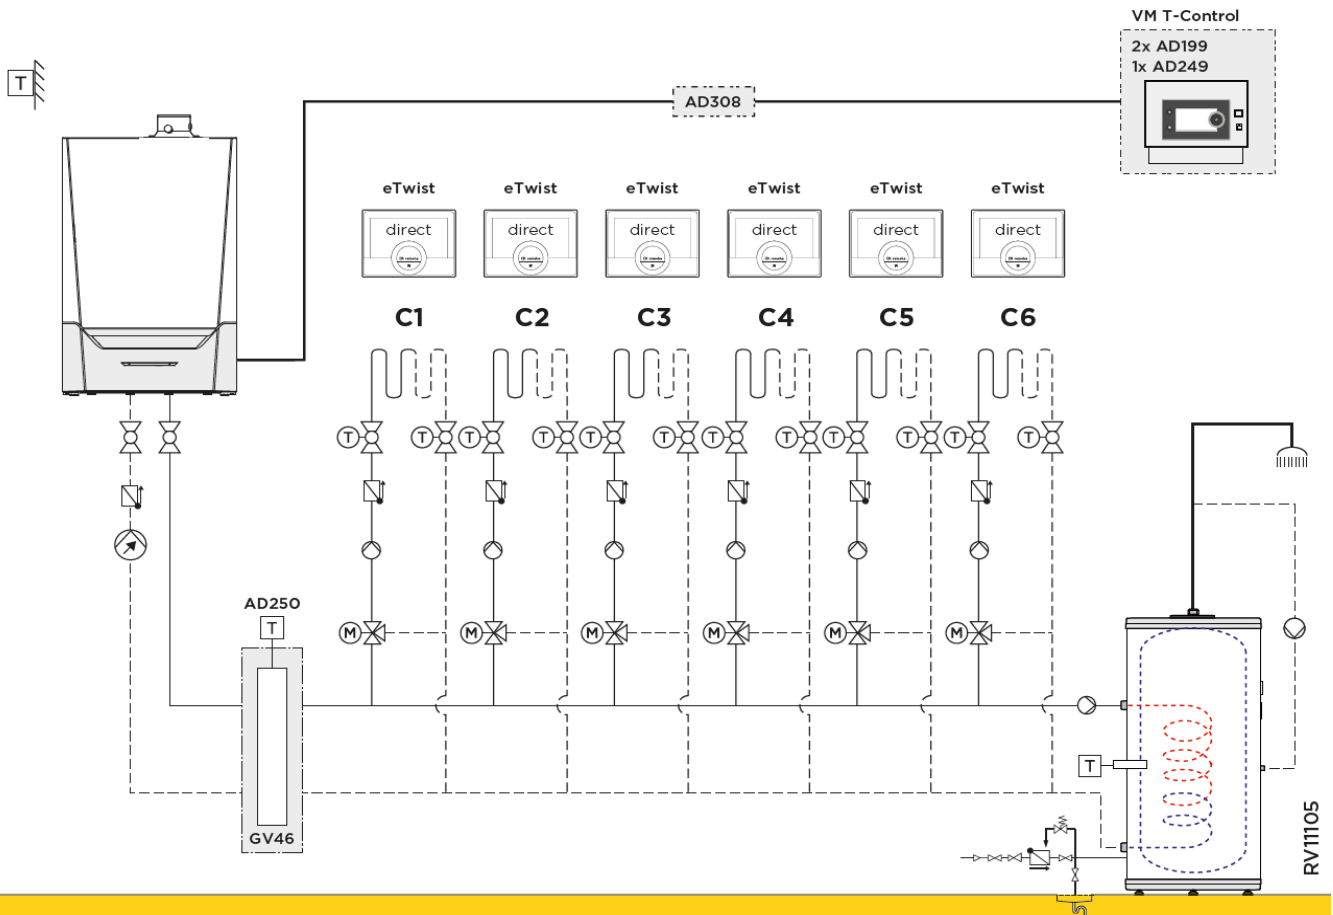 VM T-Control
2x AD199
1x AD249
T
AD308
eTwist
eTwist
eTwist
eTwist
eTwist
eTwist
direct
direct
direct
direct
direct
direct
C1
C2
C3
C4
C5
C6
T
T
T
T
T
T
T
T
T
T
T
T
AD250
T
M
M
M
M
M
M
T
GV46
RV11105